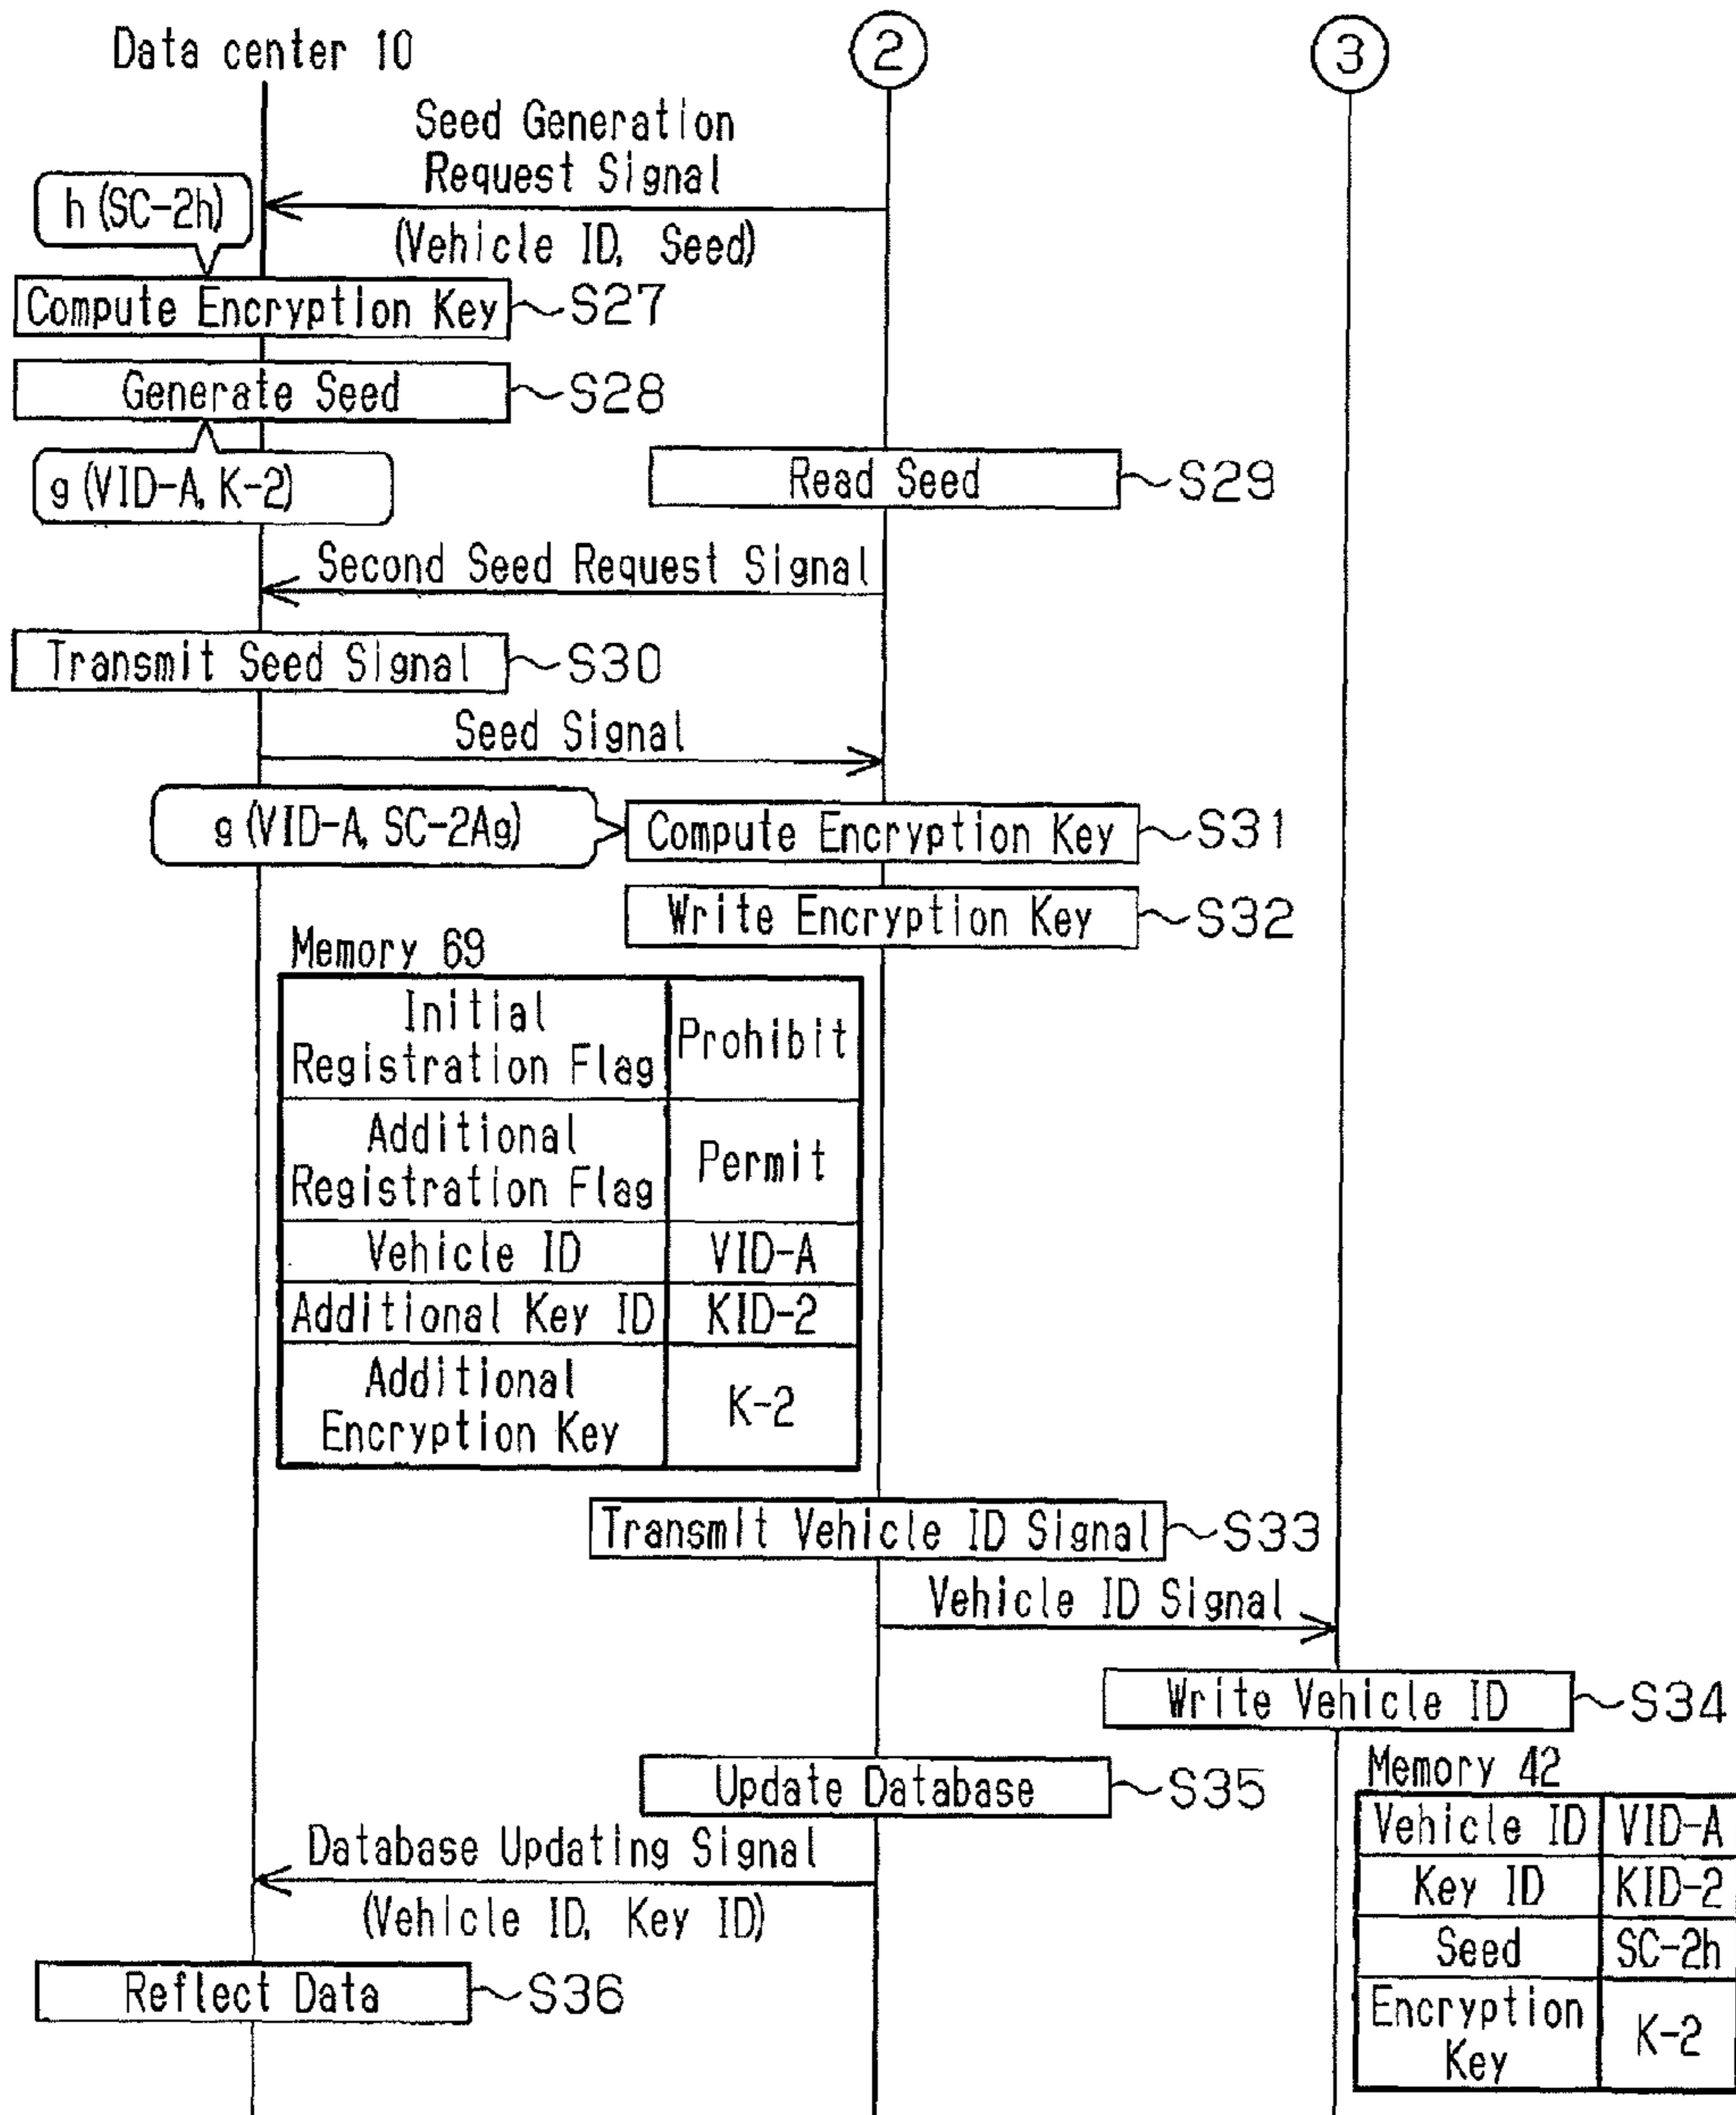 Data center 10
2
3
Seed Generation
Request Signal
(Vehicle ID, Seed)
h (SC-2h)
Compute Encryption Key
S27
Generate Seed
S28
g (VID-A, K-2)
Read Seed
S29
Second Seed Request Signal
Transmit Seed Signal
S30
Seed Signal
g (VID-A, SC-2Ag)
Compute Encryption Key
S31
Write Encryption Key
S32
Memory 69
Initial
Registration Flag
Prohibit
Additional
Registration Flag
Permit
Vehicle ID
VID-A
Additional Key ID
KID-2
Additional
Encryption Key
K-2
Transmit Vehicle ID Signal
S33
Vehicle ID Signal
Write Vehicle ID
S34
Update Database
S35
Memory 42
Vehicle ID
VID-A
Key ID
KID-2
Seed
SC-2h
Encryption
Key
K-2
Database Updating Signal
(Vehicle ID, Key ID)
Reflect Data
S36